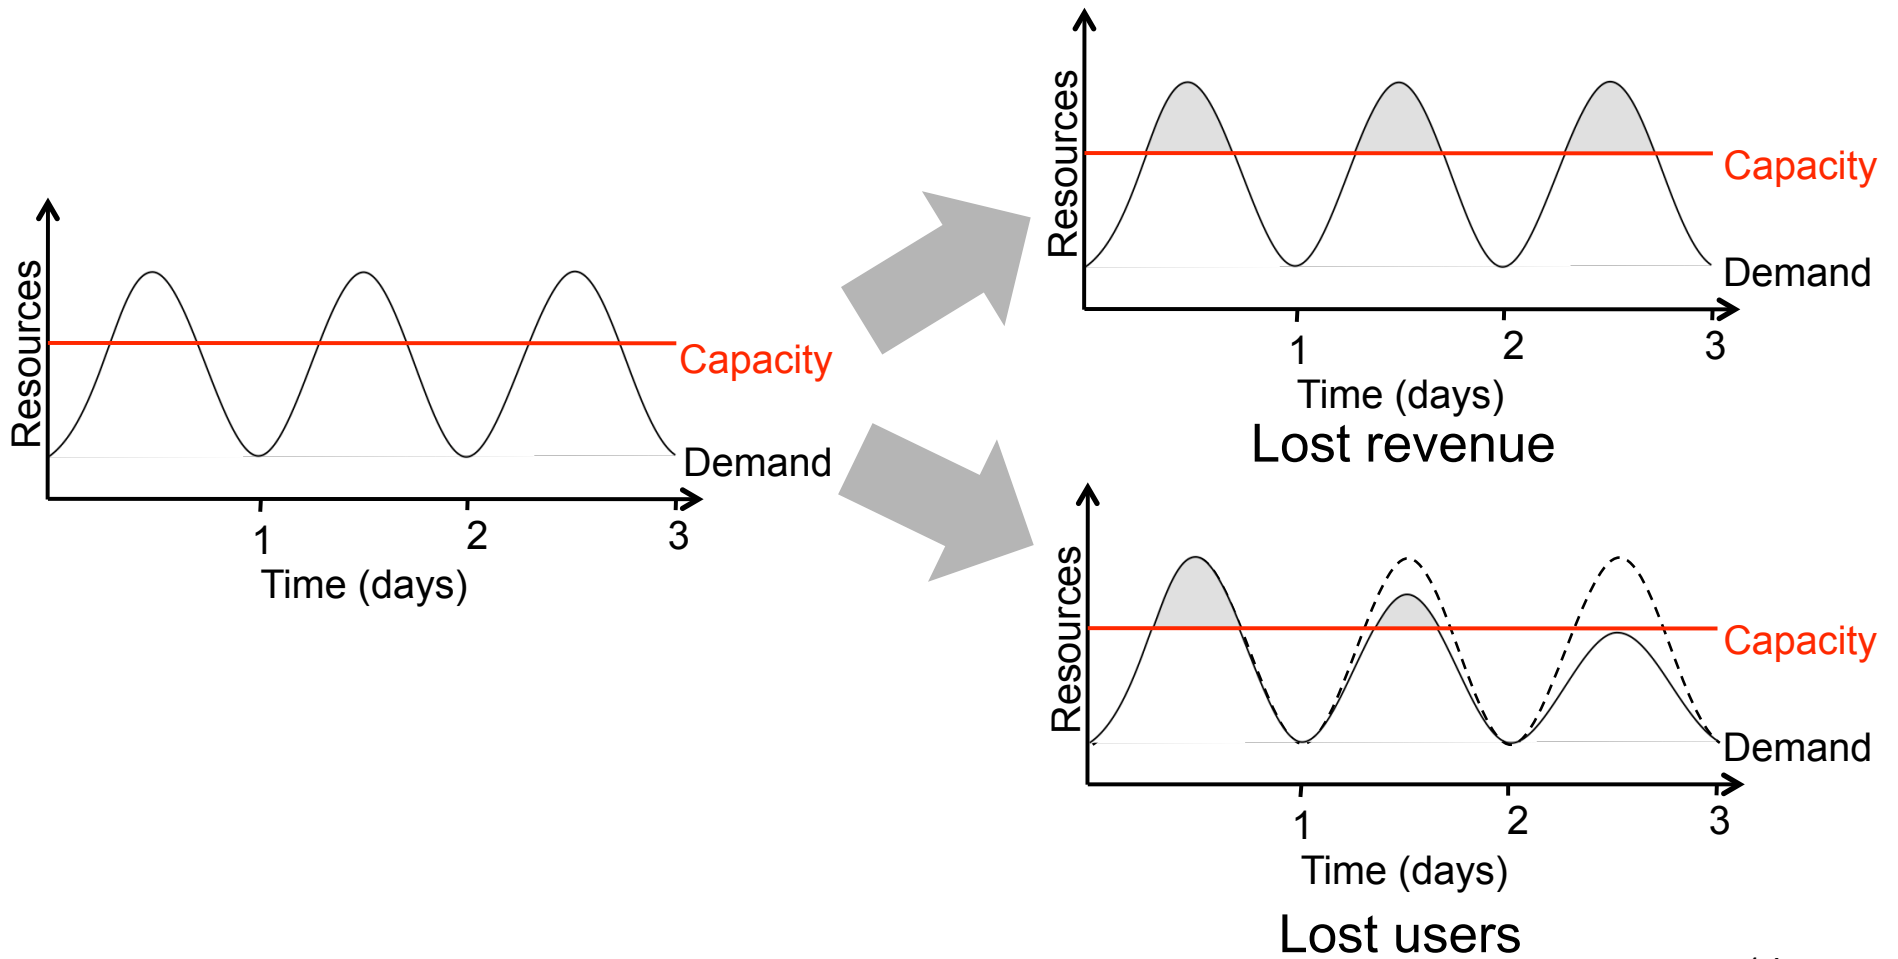 Resources
Capacity
Demand
1
2
3
Time (days)
Resources
Capacity
Demand
1
2
3
Time (days)
Lost revenue
Resources
Capacity
Demand
1
2
3
Time (days)
Lost users